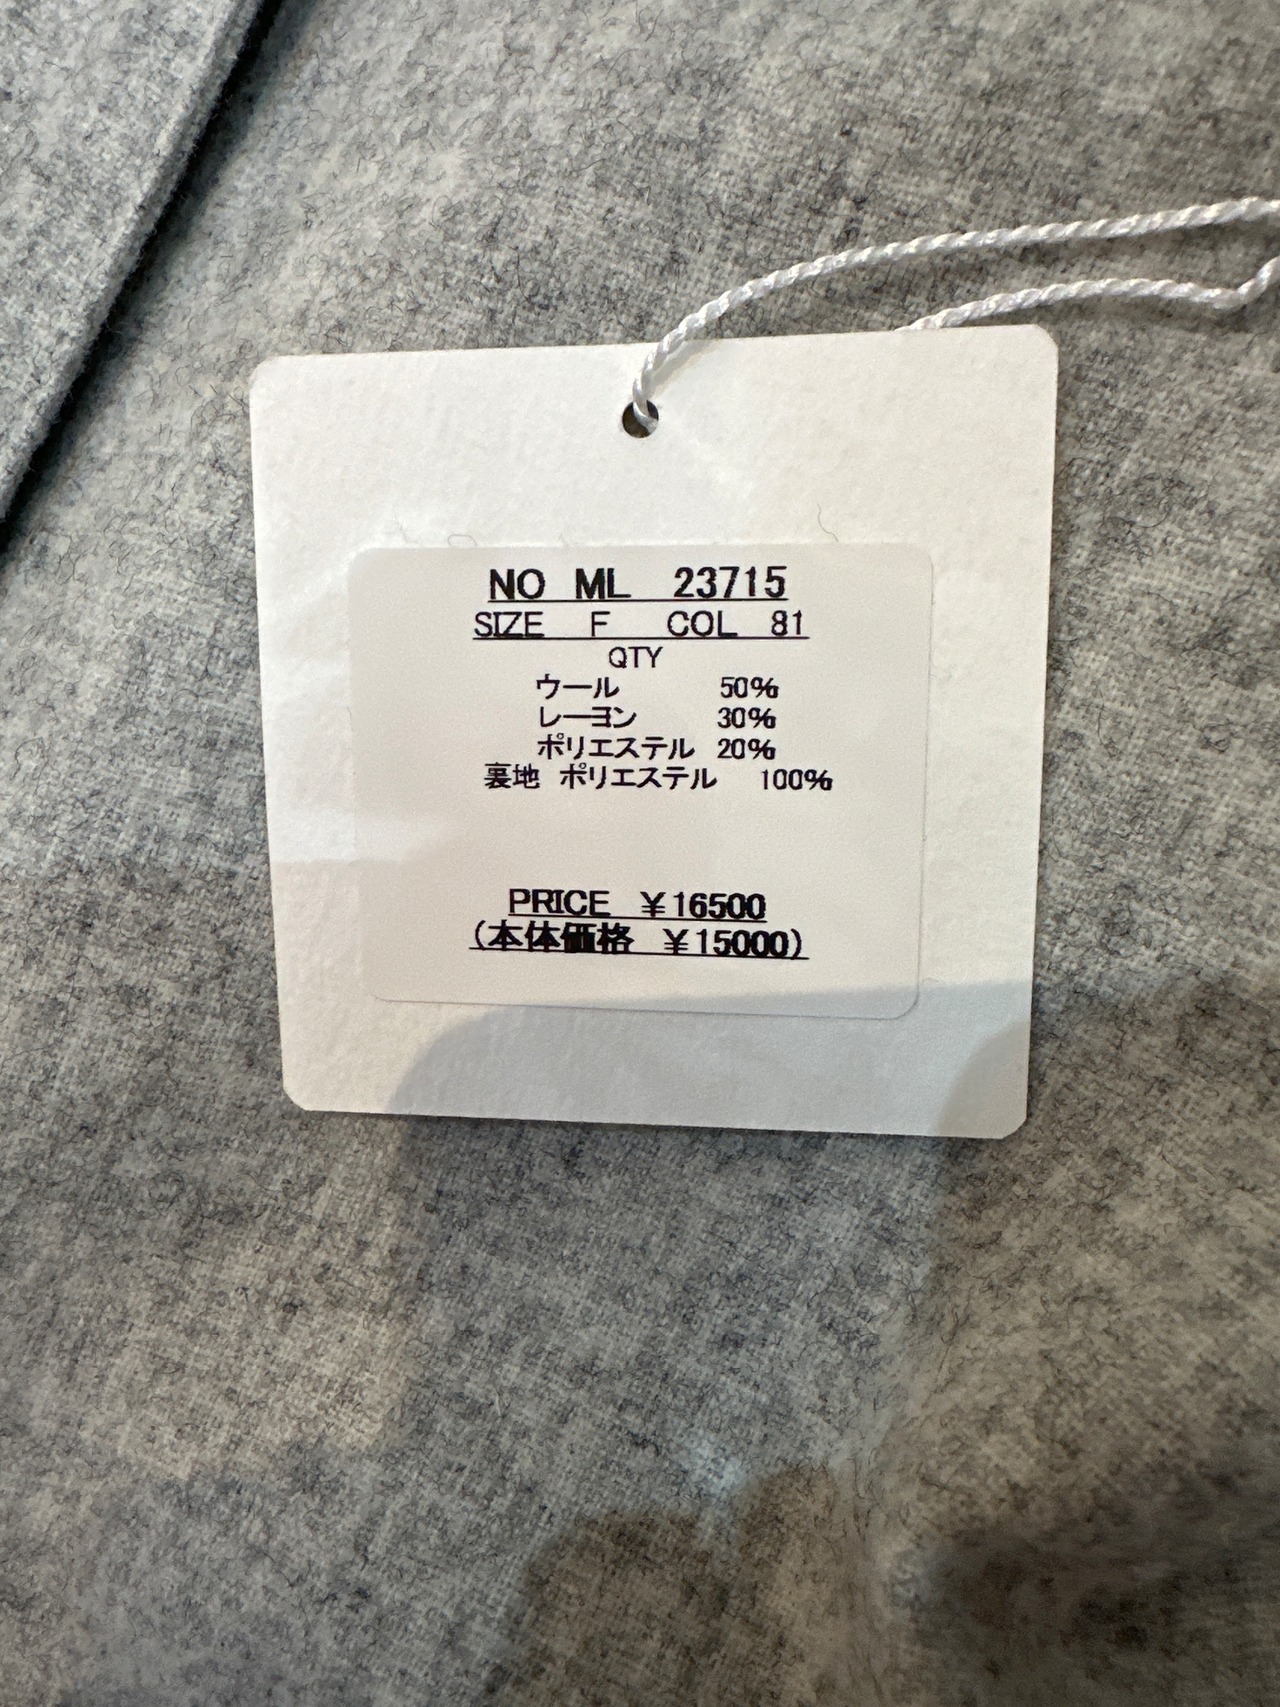 NO ML 23715
SIZE F COL 81
QTY
ウール 50%
レーヨン 30%
ポリエステル 20%
裏地 ポリエステル 100%
PRICE ￥16500
(本体価格 ￥15000)